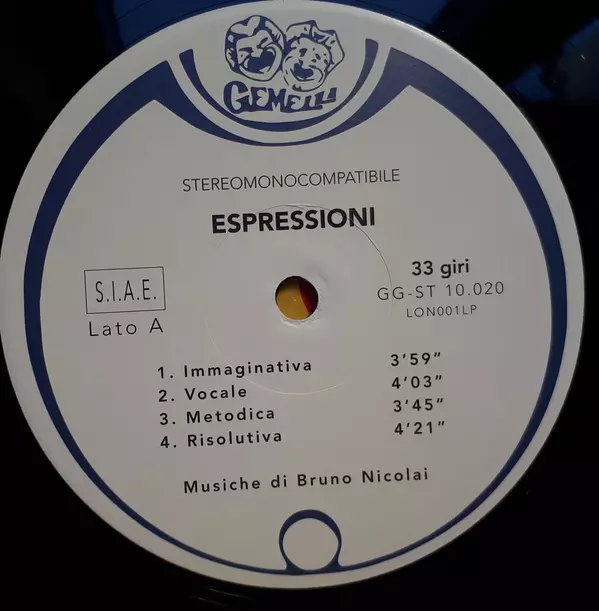 GEMELLI
STEREOMONOCOMPATIBILE
ESPRESSIONI
S.I.A.E.
Lato A
33 giri
GG-ST 10.020
LON001LP
1. Immaginativa 3'59"
2. Vocale 4'03"
3. Metodica 3'45"
4. Risolutiva 4'21"
Musiche di Bruno Nicolai